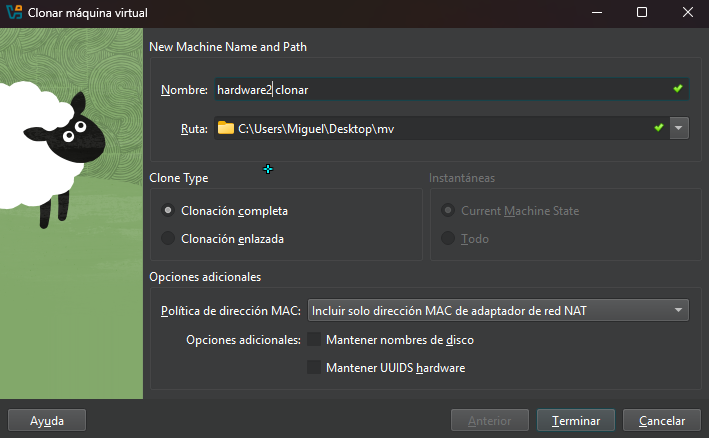 Clonar máquina virtual
New Machine Name and Path
Nombre: hardware2 clonar
Ruta: C:\Users\Miguel\Desktop\mv
Clone Type
Instantáneas
Clonación completa
Current Machine State
Clonación enlazada
Todo
Opciones adicionales
Política de dirección MAC: Incluir solo dirección MAC de adaptador de red NAT
Opciones adicionales: Mantener nombres de disco
Mantener UUIDS hardware
Ayuda
Anterior
Terminar
Cancelar